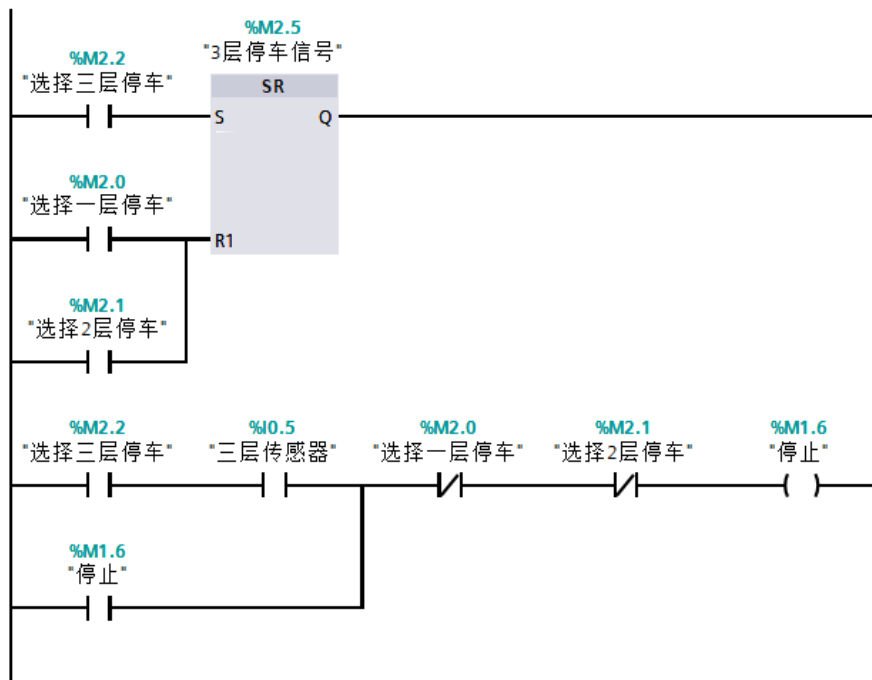 %M2.5
"3层停车信号"
%M2.2
"选择三层停车"
SR
S
Q
%M2.0
"选择一层停车"
R1
%M2.1
"选择2层停车"
%M2.2
%I0.5
%M2.0
%M2.1
%M1.6
"选择三层停车"
"三层传感器"
"选择一层停车"
"选择2层停车"
"停止"
%M1.6
"停止"